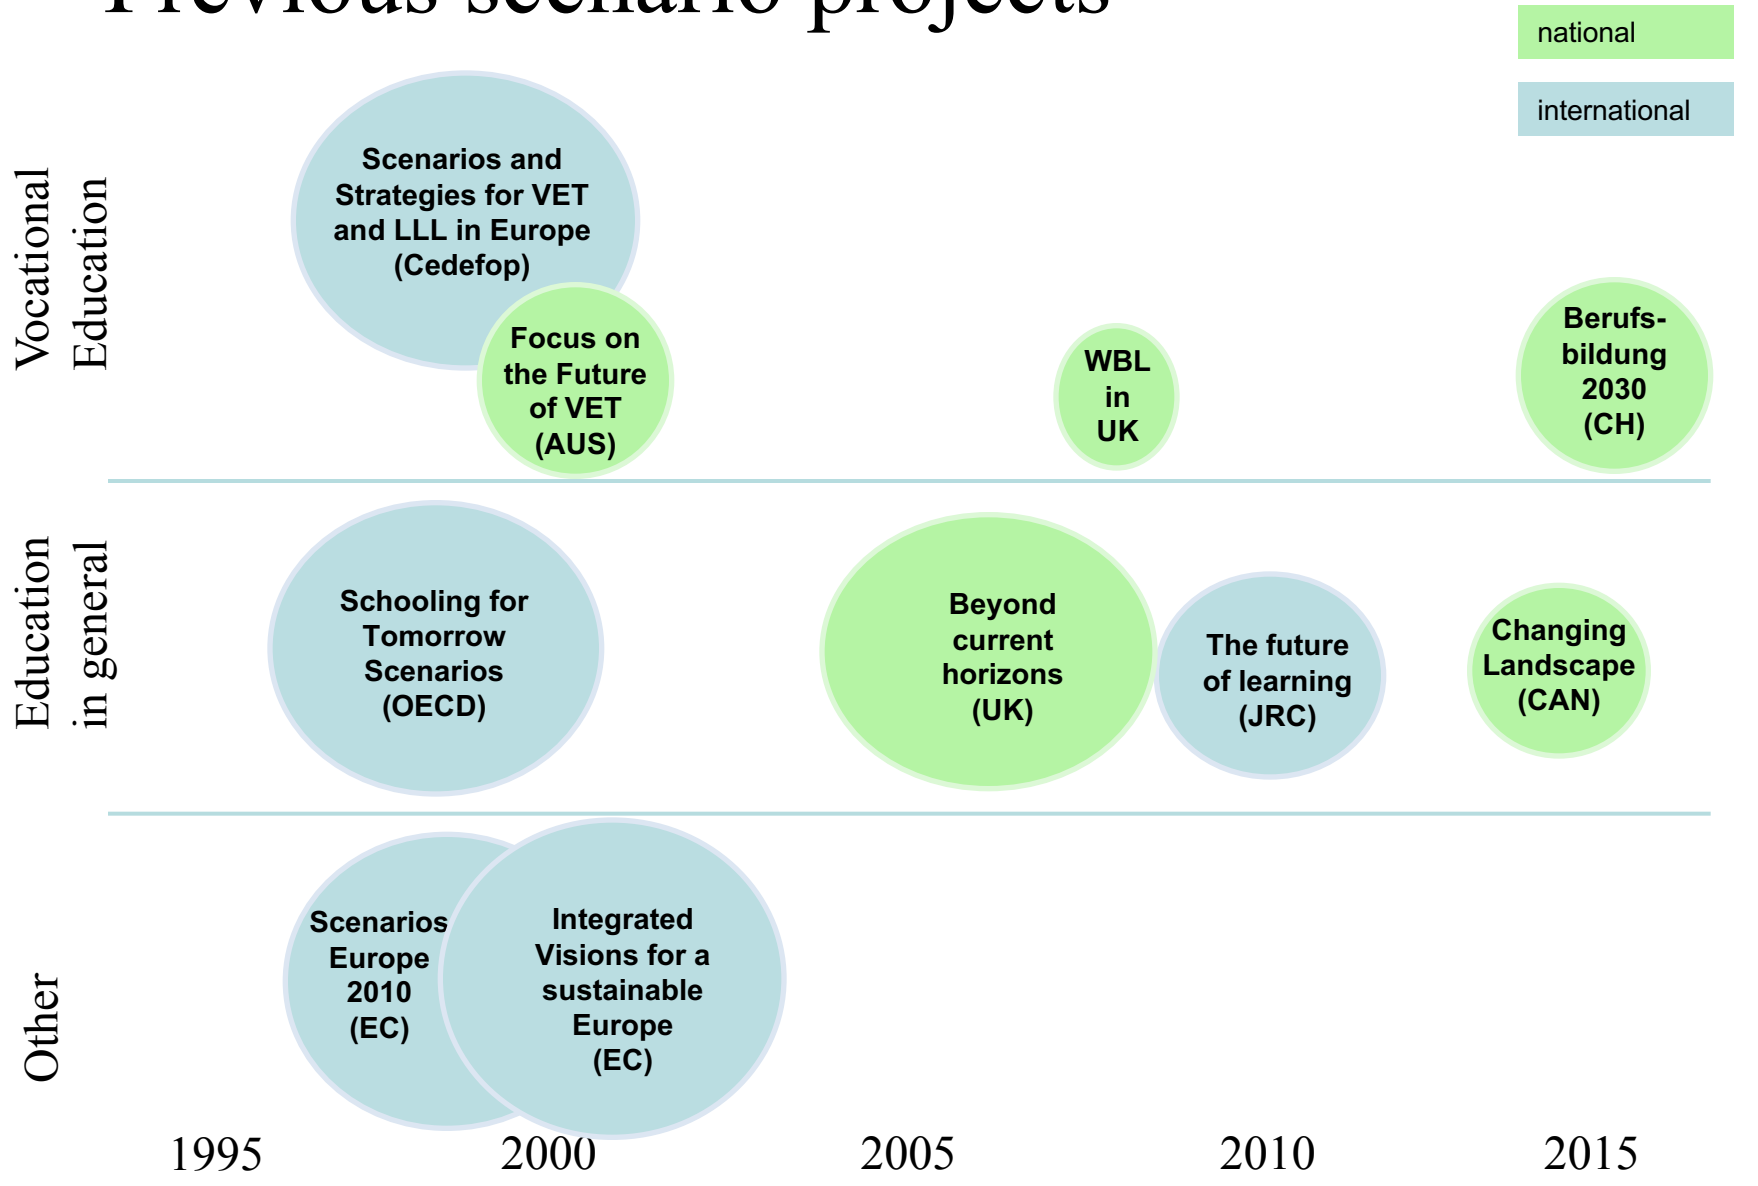 Previous scenario projects
national
international
Vocational
Education
Scenarios and
Strategies for VET
and LLL in Europe
(Cedefop)
Focus on
the Future
of VET
(AUS)
WBL
in
UK
Berufs-
bildung
2030
(CH)
Education
in general
Schooling for
Tomorrow
Scenarios
(OECD)
Beyond
current
horizons
(UK)
The future
of learning
(JRC)
Changing
Landscape
(CAN)
Other
Scenarios
Europe
2010
(EC)
Integrated
Visions for a
sustainable
Europe
(EC)
1995
2000
2005
2010
2015